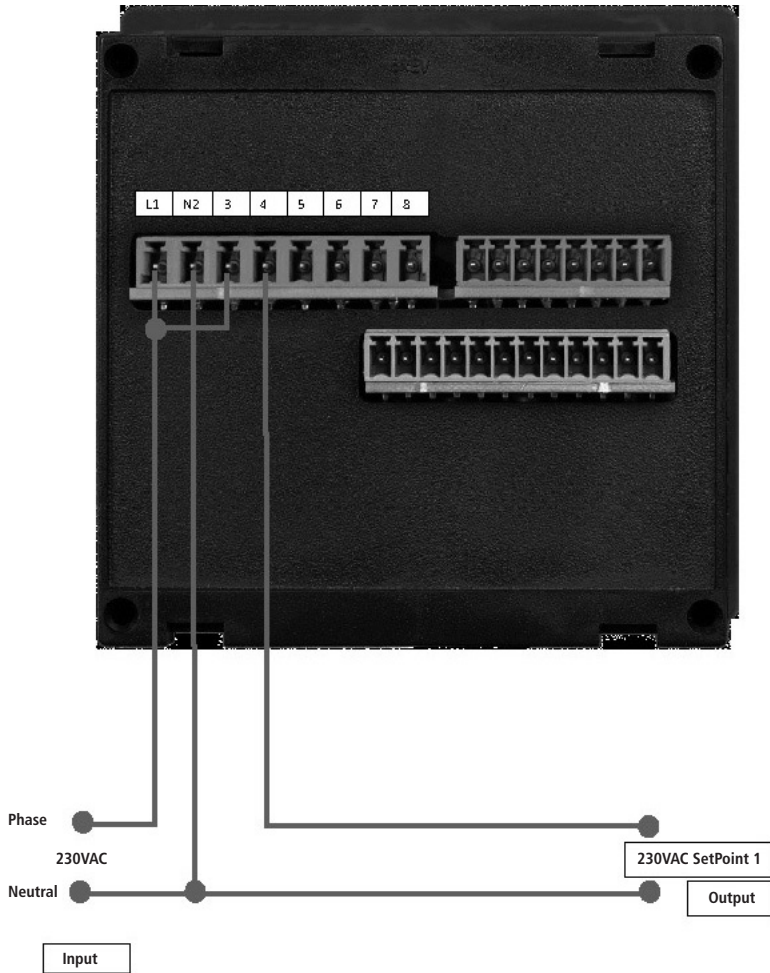 L1 N2 3 4 5 6 7 8
Phase
230VAC
230VAC SetPoint 1
Neutral
Output
Input